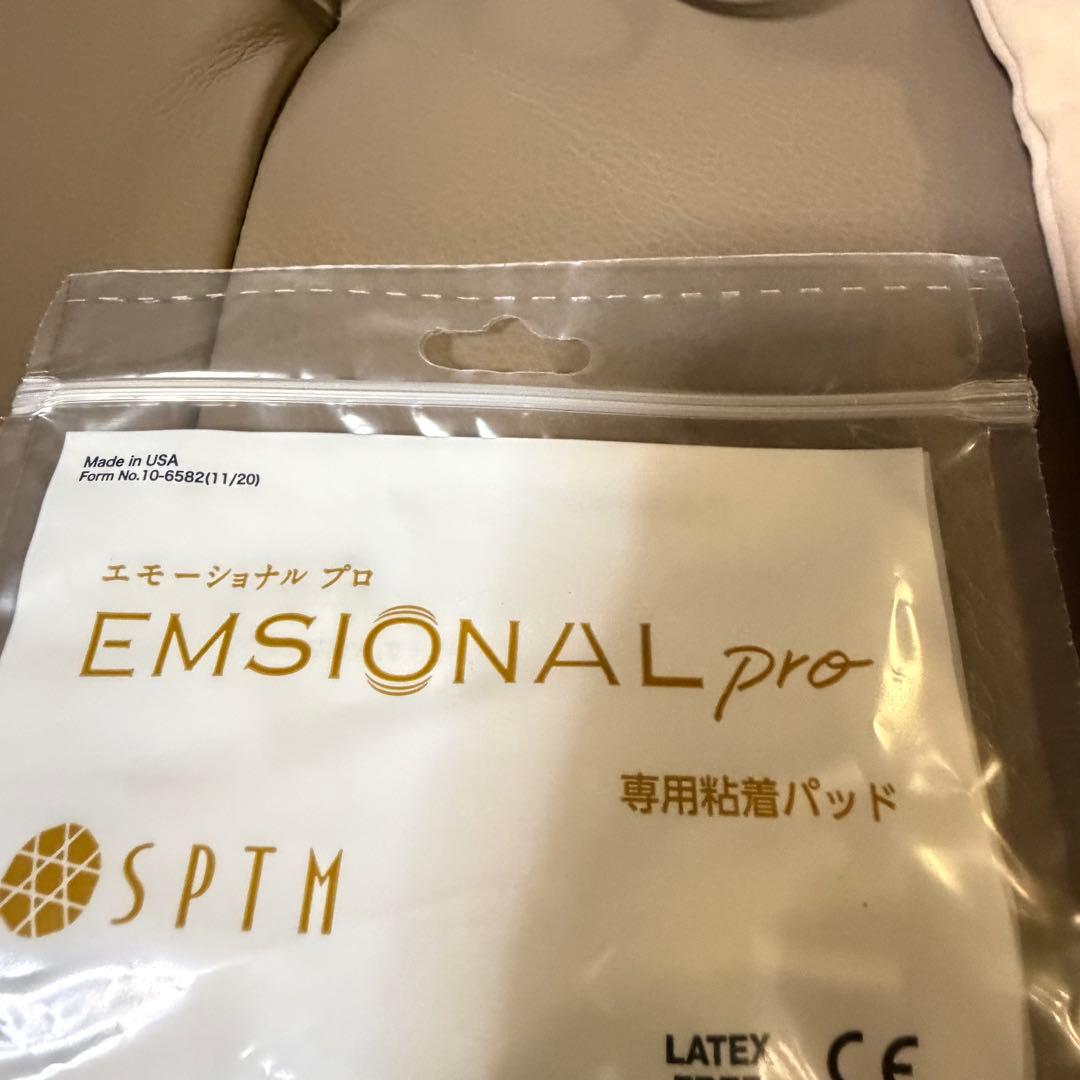 Made in USA
Form No.10-6582(11/20)
エモーショナル プロ
EMSIONAL pro
専用粘着パッド
SPTM
LATEX
CE